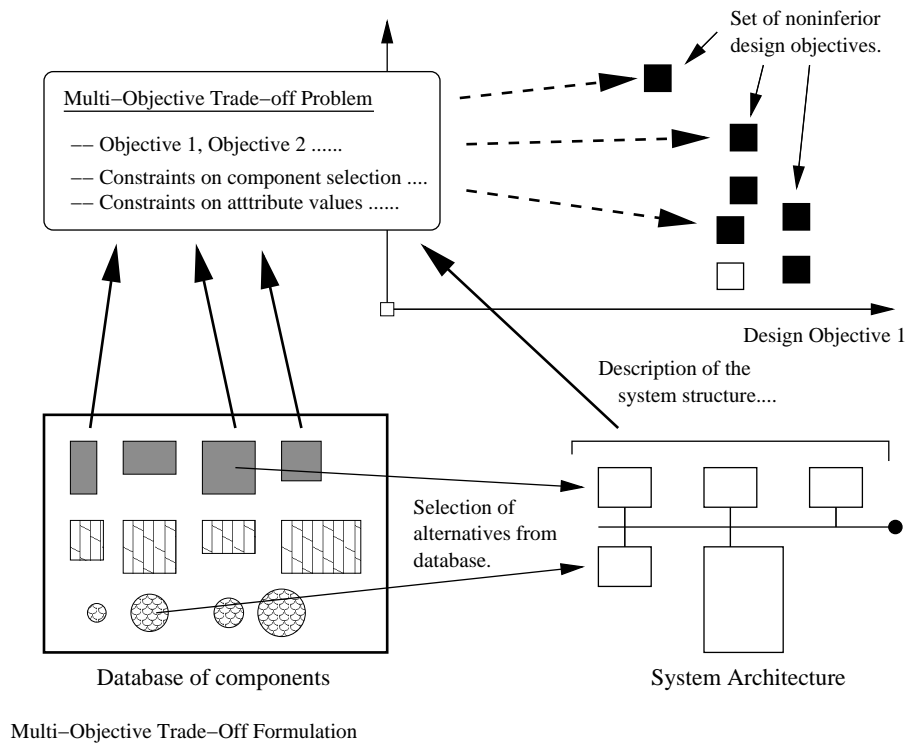 Set of noninferior
design objectives.
Multi−Objective Trade−off Problem
−− Objective 1, Objective 2 ......
−− Constraints on component selection ....
−− Constraints on atttribute values ......
Design Objective 1
Description of the
system structure....
Selection of
alternatives from
database.
Database of components
System Architecture
Multi−Objective Trade−Off Formulation